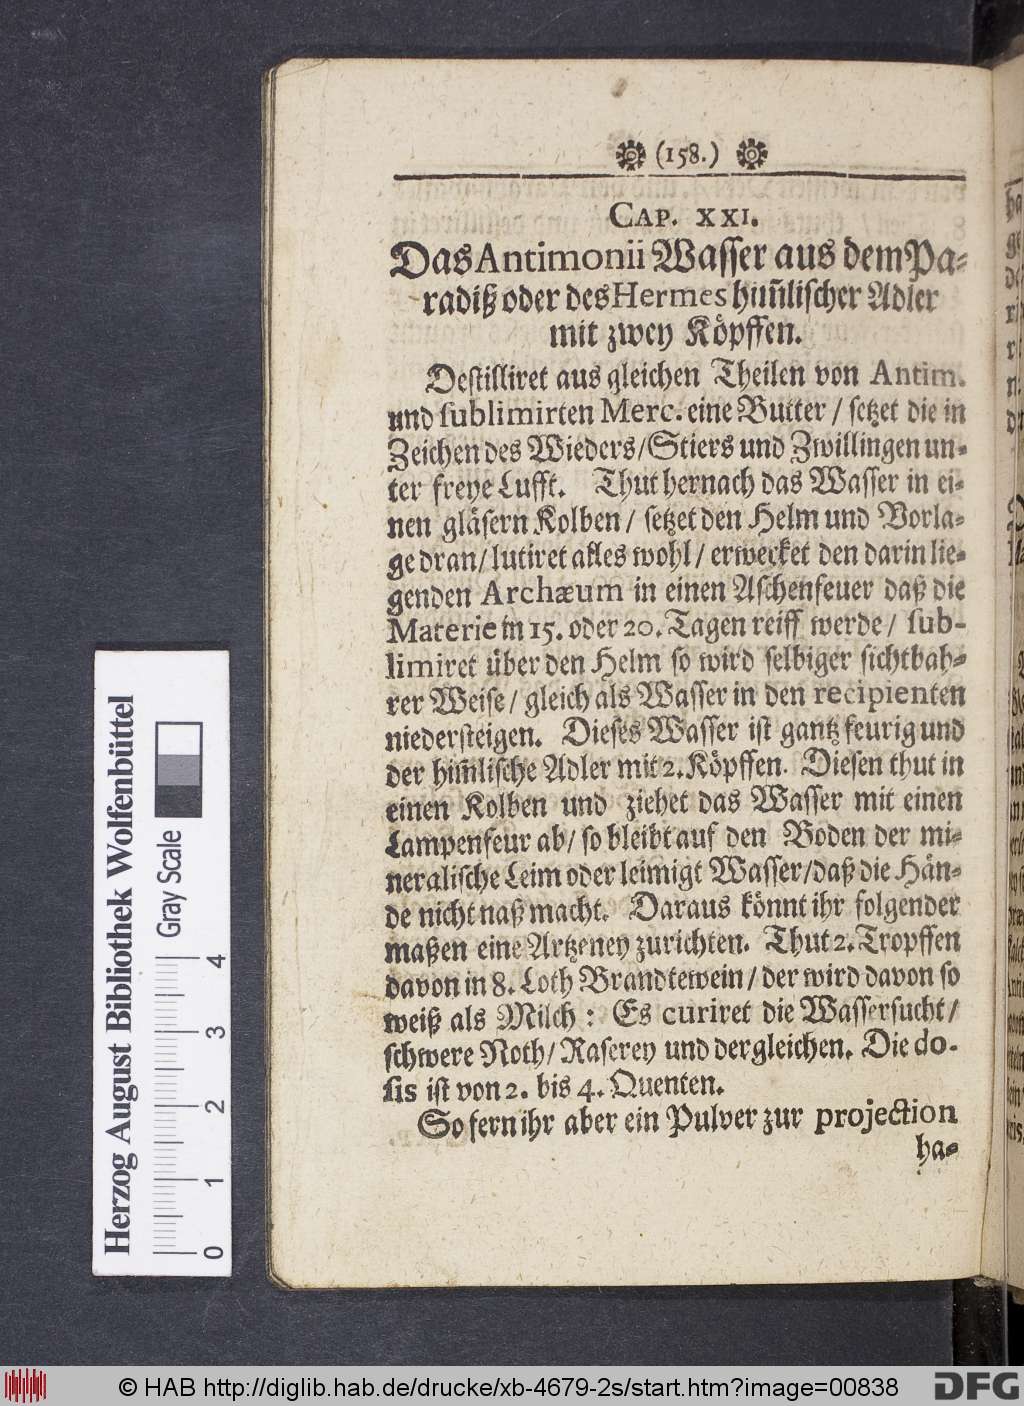 (158.)
CAP. XXI.
Das Antimonii Wasser aus dem Pa-
radiß oder des Hermes him̃lischer Adler
mit zwey Köpffen.
Destilliret aus gleichen Theilen von Antim.
und sublimirten Merc. eine Butter / setzet die in
Zeichen des Wieders/Stiers und Zwillingen un-
ter freye Lufft. Thut hernach das Wasser in ei-
nen gläsern Kolben / setzet den Helm und Vorla-
ge dran/ lutiret alles wohl / erwecket den darin lie-
genden Archæum in einen Aschenfeuer daß die
Materie in 15. oder 20. Tagen reiff werde / sub-
limiret über den Helm so wird selbiger sichtbah-
rer Weise / gleich als Wasser in den recipienten
niedersteigen. Dieses Wasser ist gantz feurig und
der him̃lische Adler mit 2. Köpffen. Diesen thut in
einen Kolben und ziehet das Wasser mit einen
Lampenfeur ab/ so bleibt auf den Boden der mi-
neralische Leim oder leimigt Wasser/daß die Hän-
de nicht naß macht. Daraus könnt ihr folgender
maßen eine Artzeney zurichten. Thut 2. Tropffen
davon in 8. Loth Brandtewein / der wird davon so
weiß als Milch : Es curiret die Wassersucht /
schwere Noth/ Raserey und dergleichen. Die do-
sis ist von 2. bis 4. Quenten.
So fern ihr aber ein Pulver zur projection
ha-
Herzog August Bibliothek Wolfenbüttel
Gray Scale
0 1 2 3 4
© HAB http://diglib.hab.de/drucke/xb-4679-2s/start.htm?image=00838
DFG